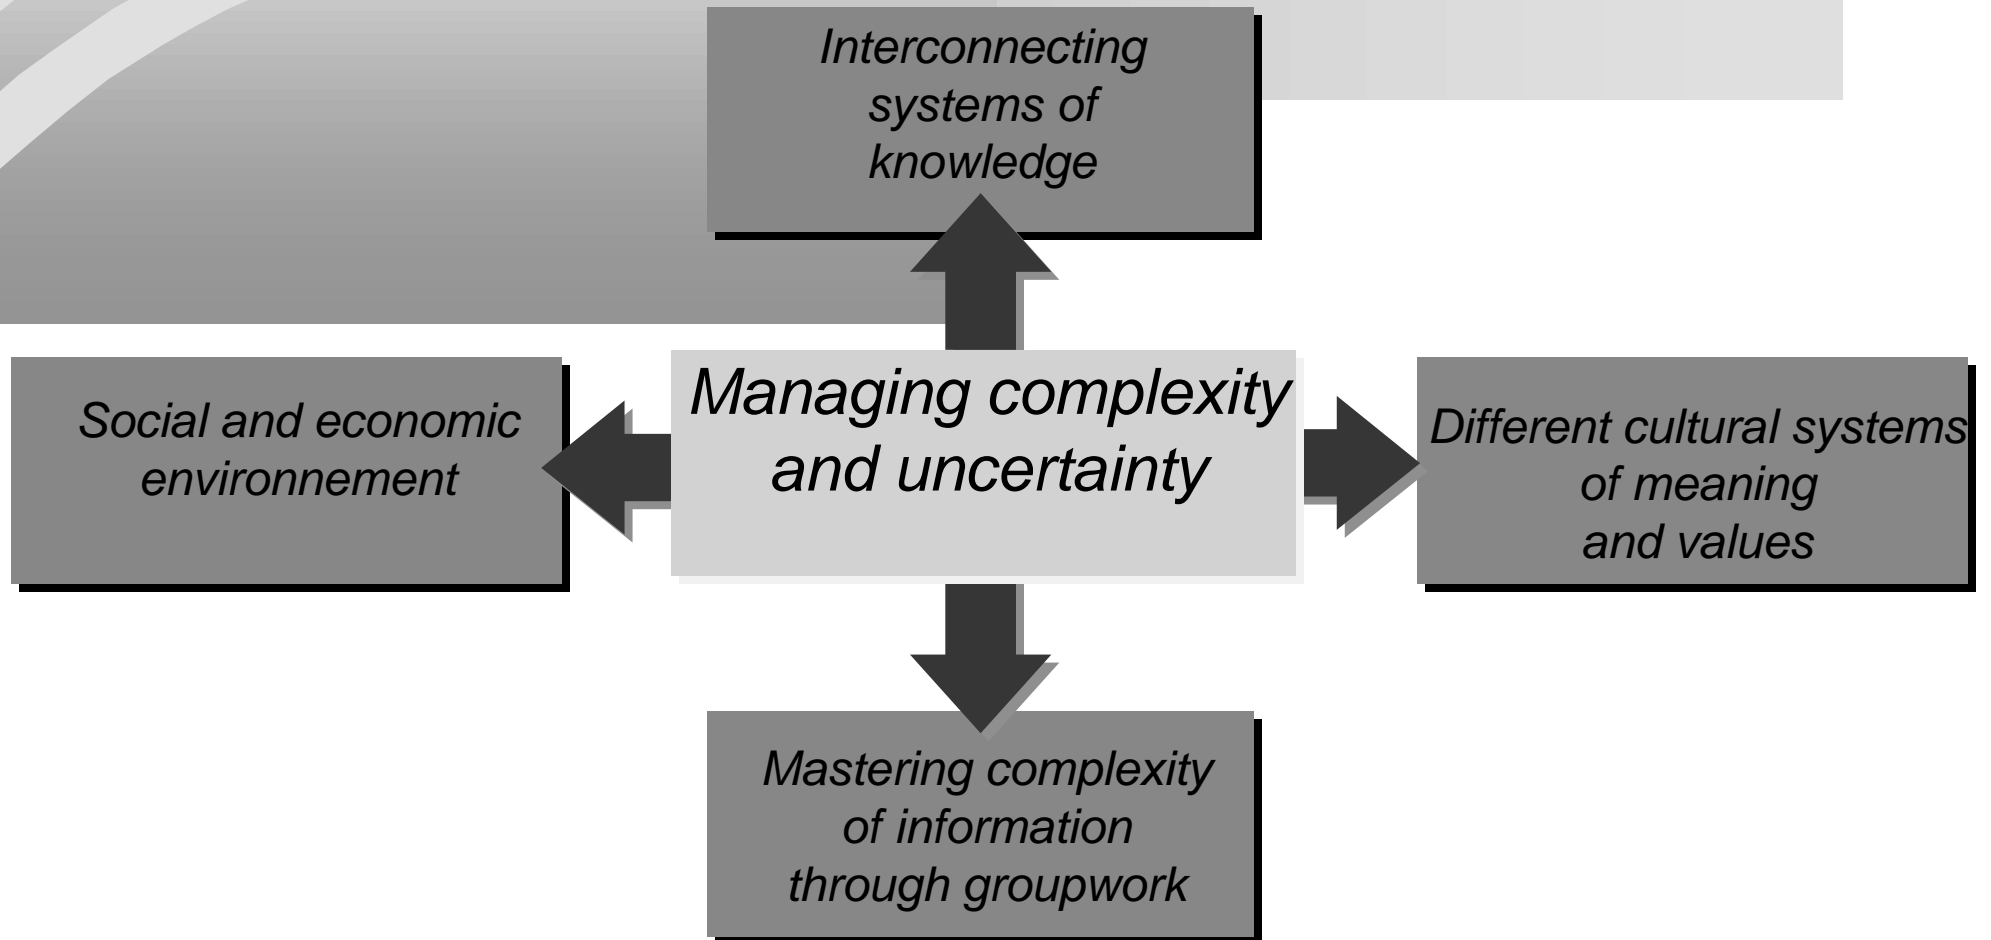 Interconnecting
systems of
knowledge
Social and economic
environnement
Managing complexity
and uncertainty
Different cultural systems
of meaning
and values
Mastering complexity
of information
through groupwork